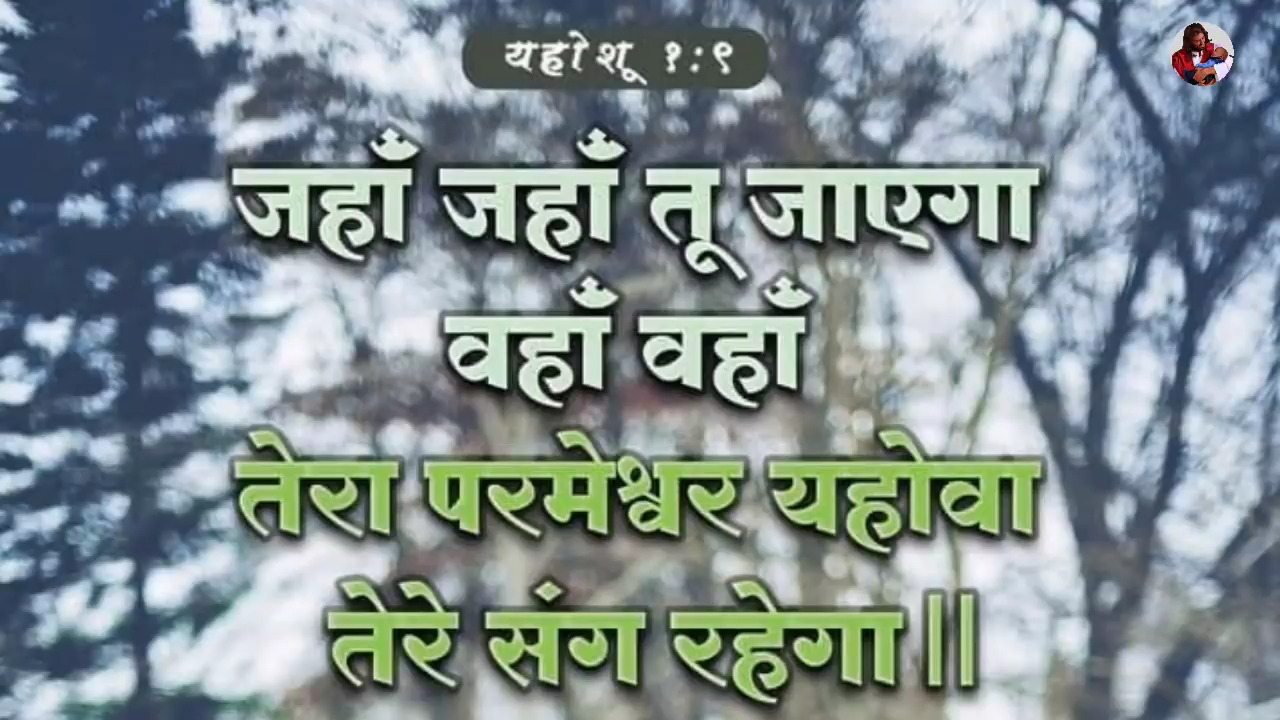 यहोशू १:९
जहाँ जहाँ तू जाएगा
वहाँ वहाँ
तेरा परमेश्वर यहोवा
तेरे संग रहेगा||